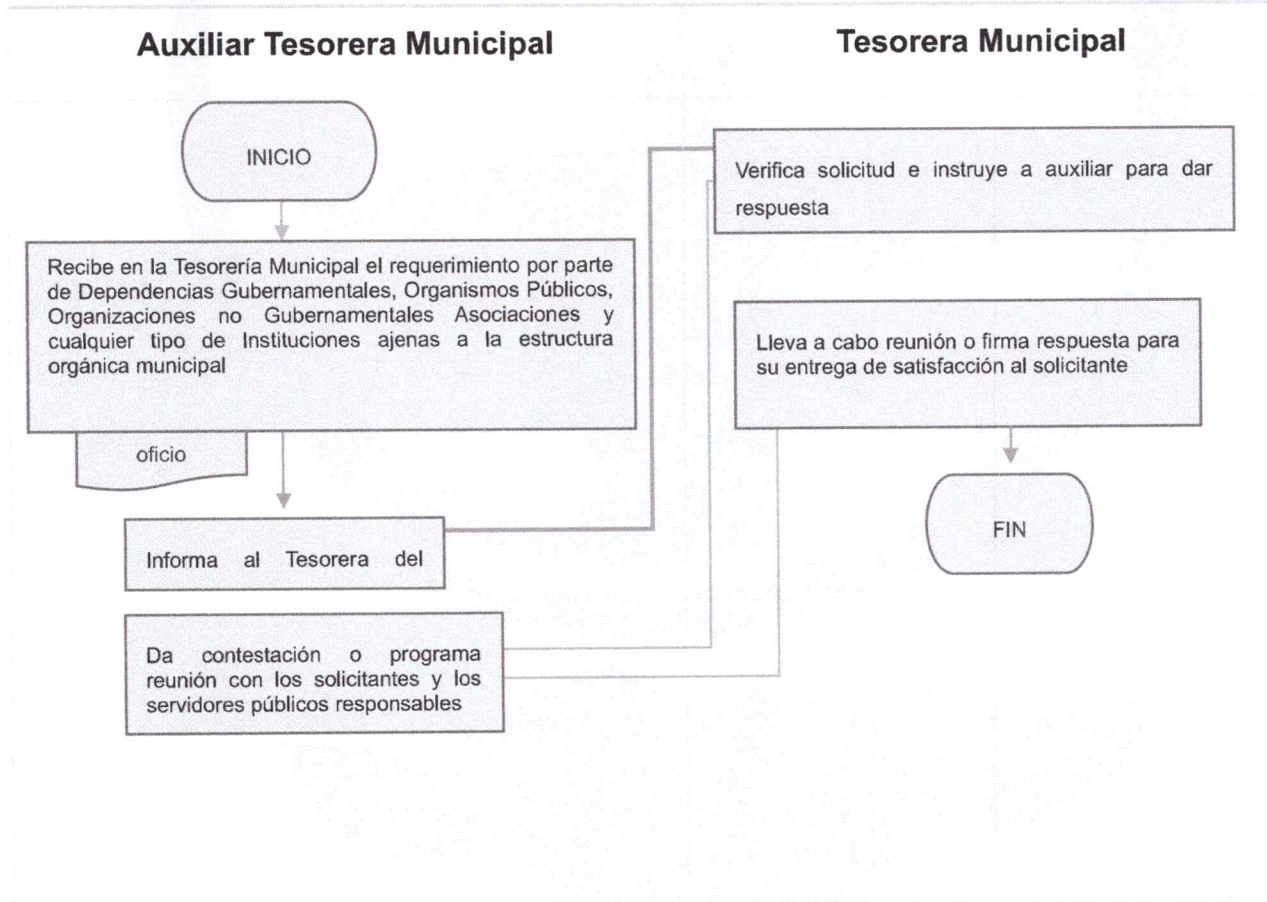 Auxiliar Tesorera Municipal
Tesorera Municipal
INICIO
Recibe en la Tesorería Municipal el requerimiento por parte
de Dependencias Gubernamentales, Organismos Públicos,
Organizaciones no Gubernamentales Asociaciones y
cualquier tipo de Instituciones ajenas a la estructura
orgánica municipal
oficio
Informa al Tesorera del
Verifica solicitud e instruye a auxiliar para dar
respuesta
Da contestación o programa
reunión con los solicitantes y los
servidores públicos responsables
Lleva a cabo reunión o firma respuesta para
su entrega de satisfacción al solicitante
FIN